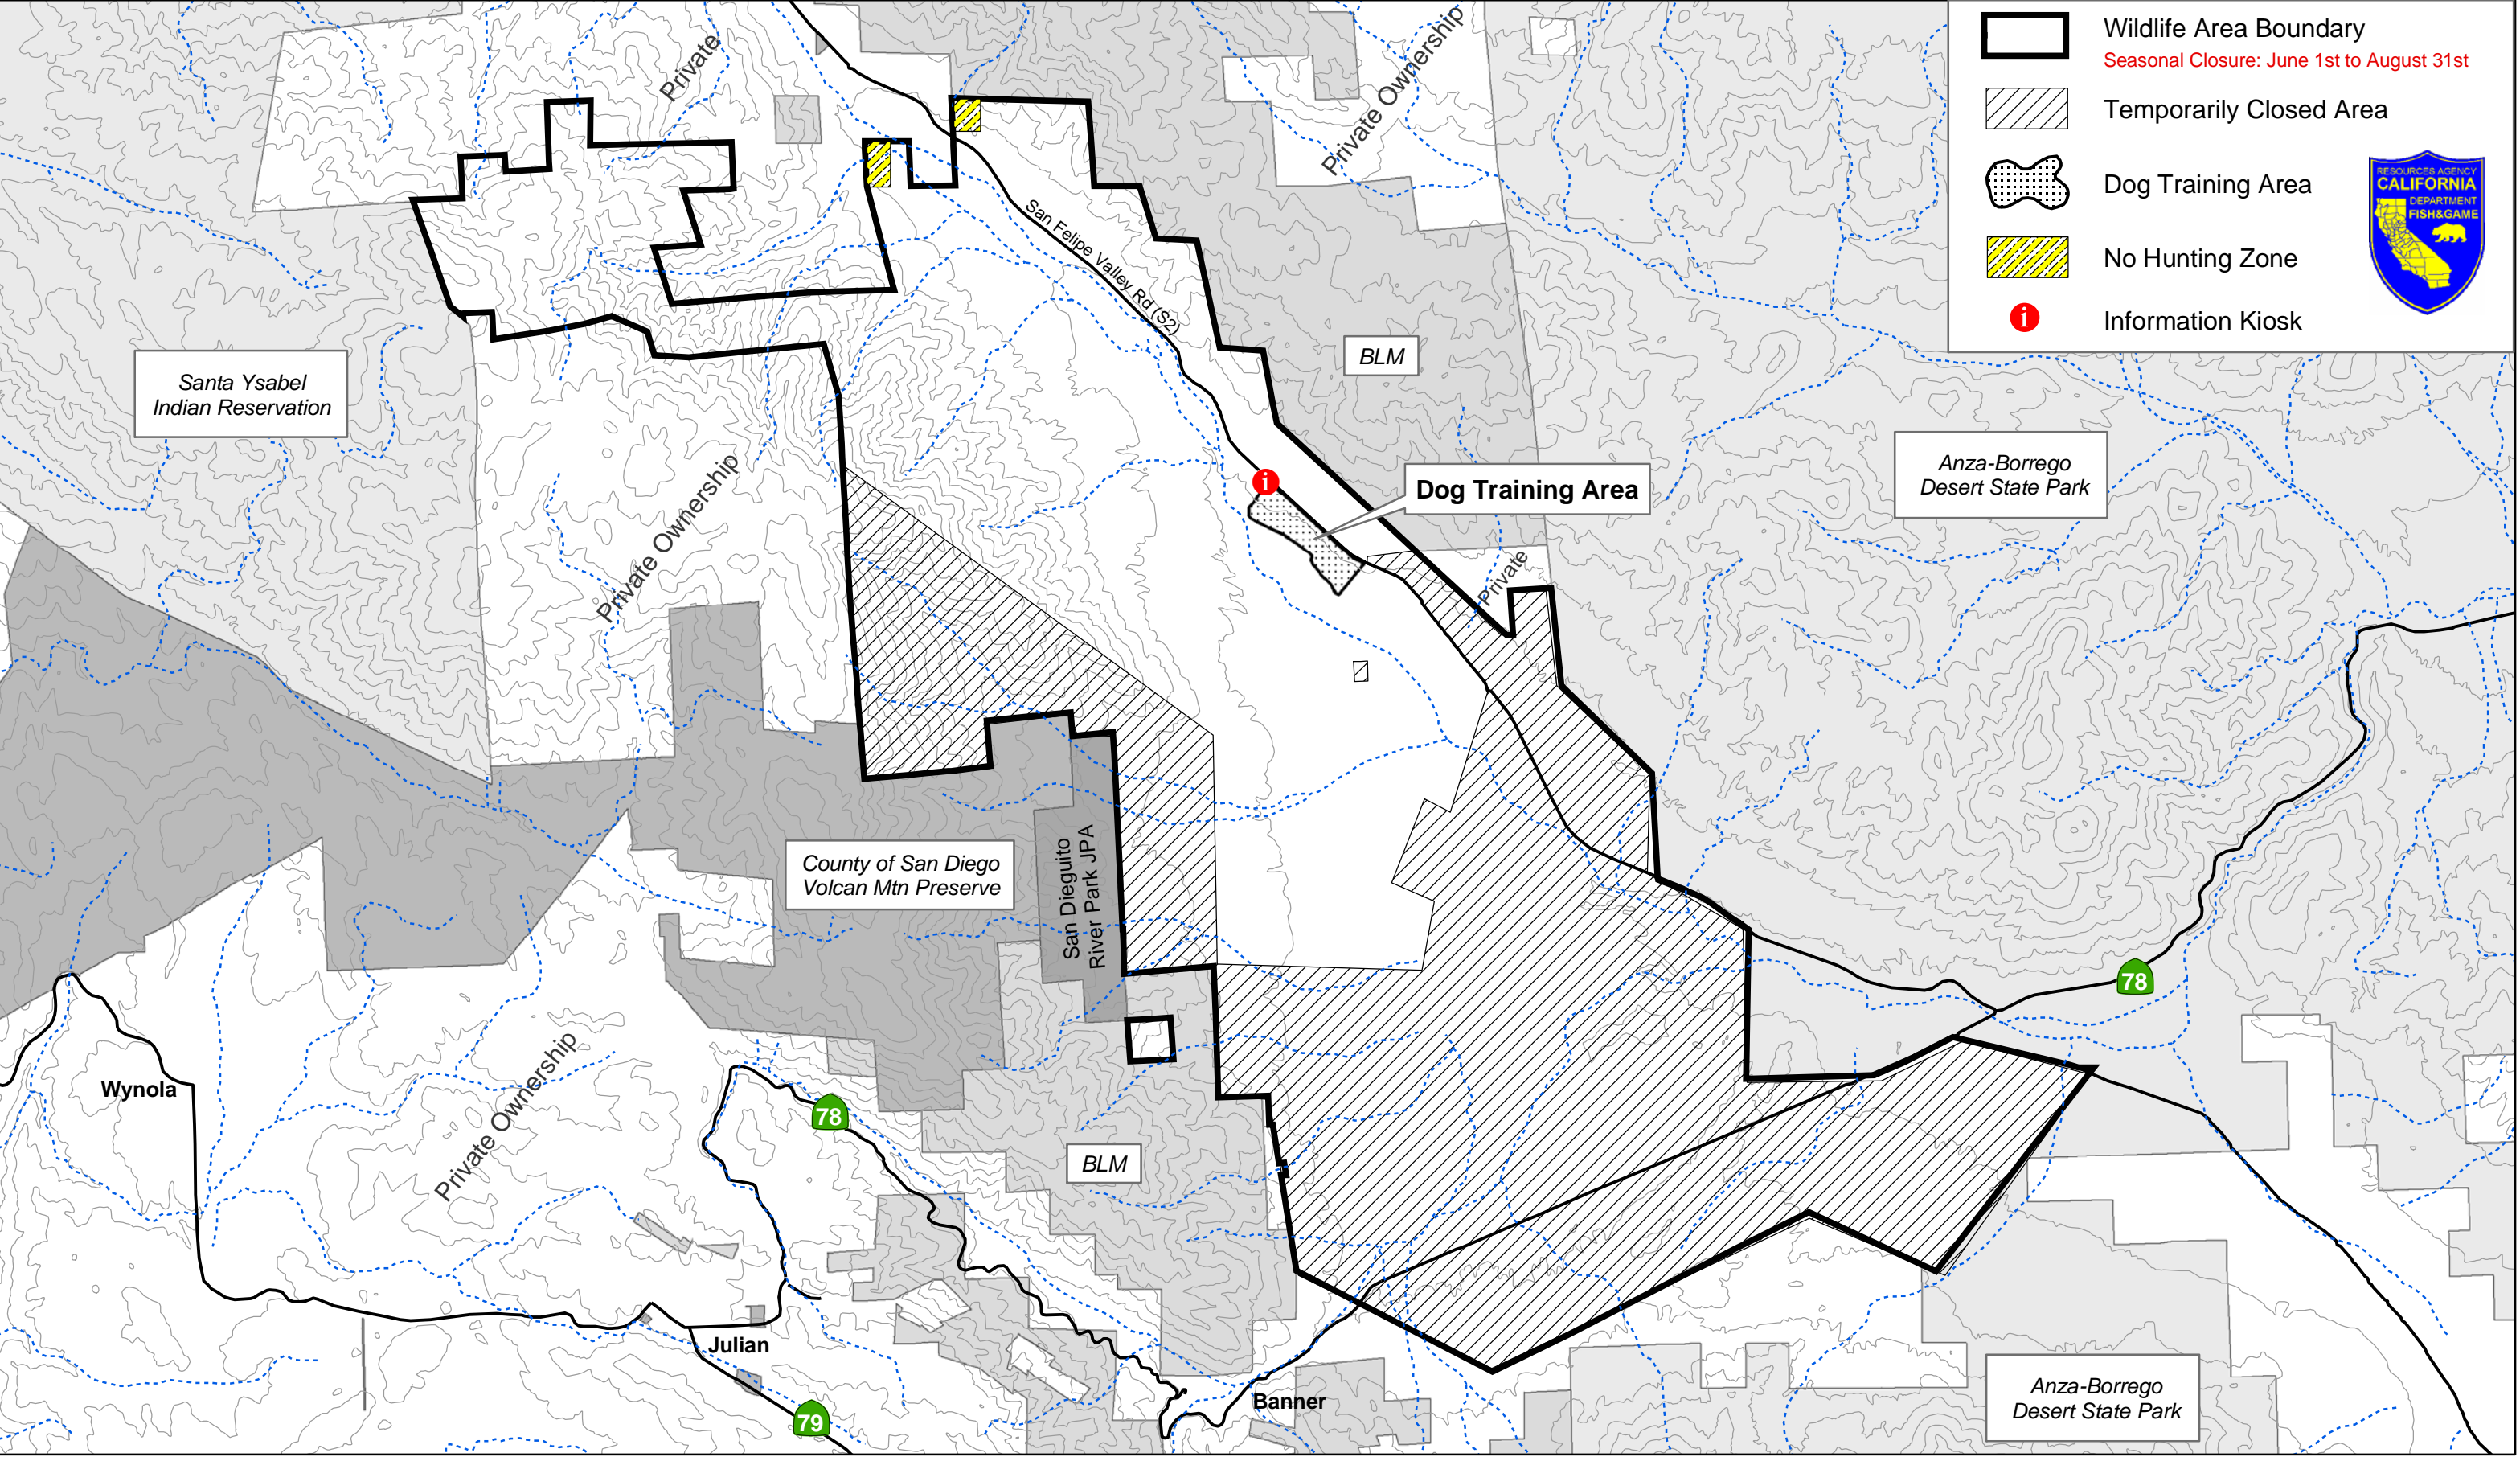 Wildlife Area Boundary
Seasonal Closure: June 1st to August 31st
Temporarily Closed Area
Dog Training Area
No Hunting Zone
i
Information Kiosk
RESOURCES AGENCY
CALIFORNIA
DEPARTMENT
FISH&GAME
Private
Private Ownership
San Felipe Valley Rd (S2)
BLM
Santa Ysabel
Indian Reservation
Anza-Borrego
Desert State Park
i
Dog Training Area
Private Ownership
Private
County of San Diego
Volcan Mtn Preserve
San Dieguito
River Park JPA
78
Wynola
Private Ownership
78
BLM
Julian
79
Banner
Anza-Borrego
Desert State Park